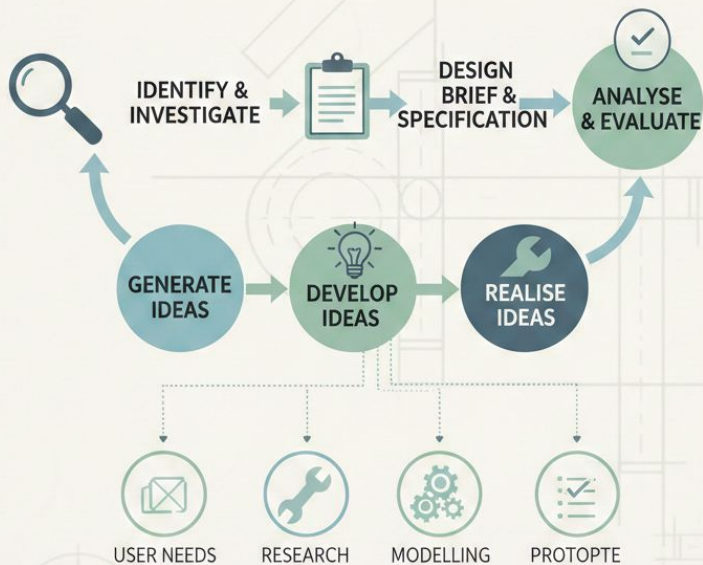 IDENTIFY &
INVESTIGATE
DESIGN
BRIEF &
SPECIFICATION
ANALYSE
& EVALUATE
GENERATE
IDEAS
DEVELOP
IDEAS
REALISE
IDEAS
USER NEEDS
RESEARCH
MODELLING
PROTOPTE